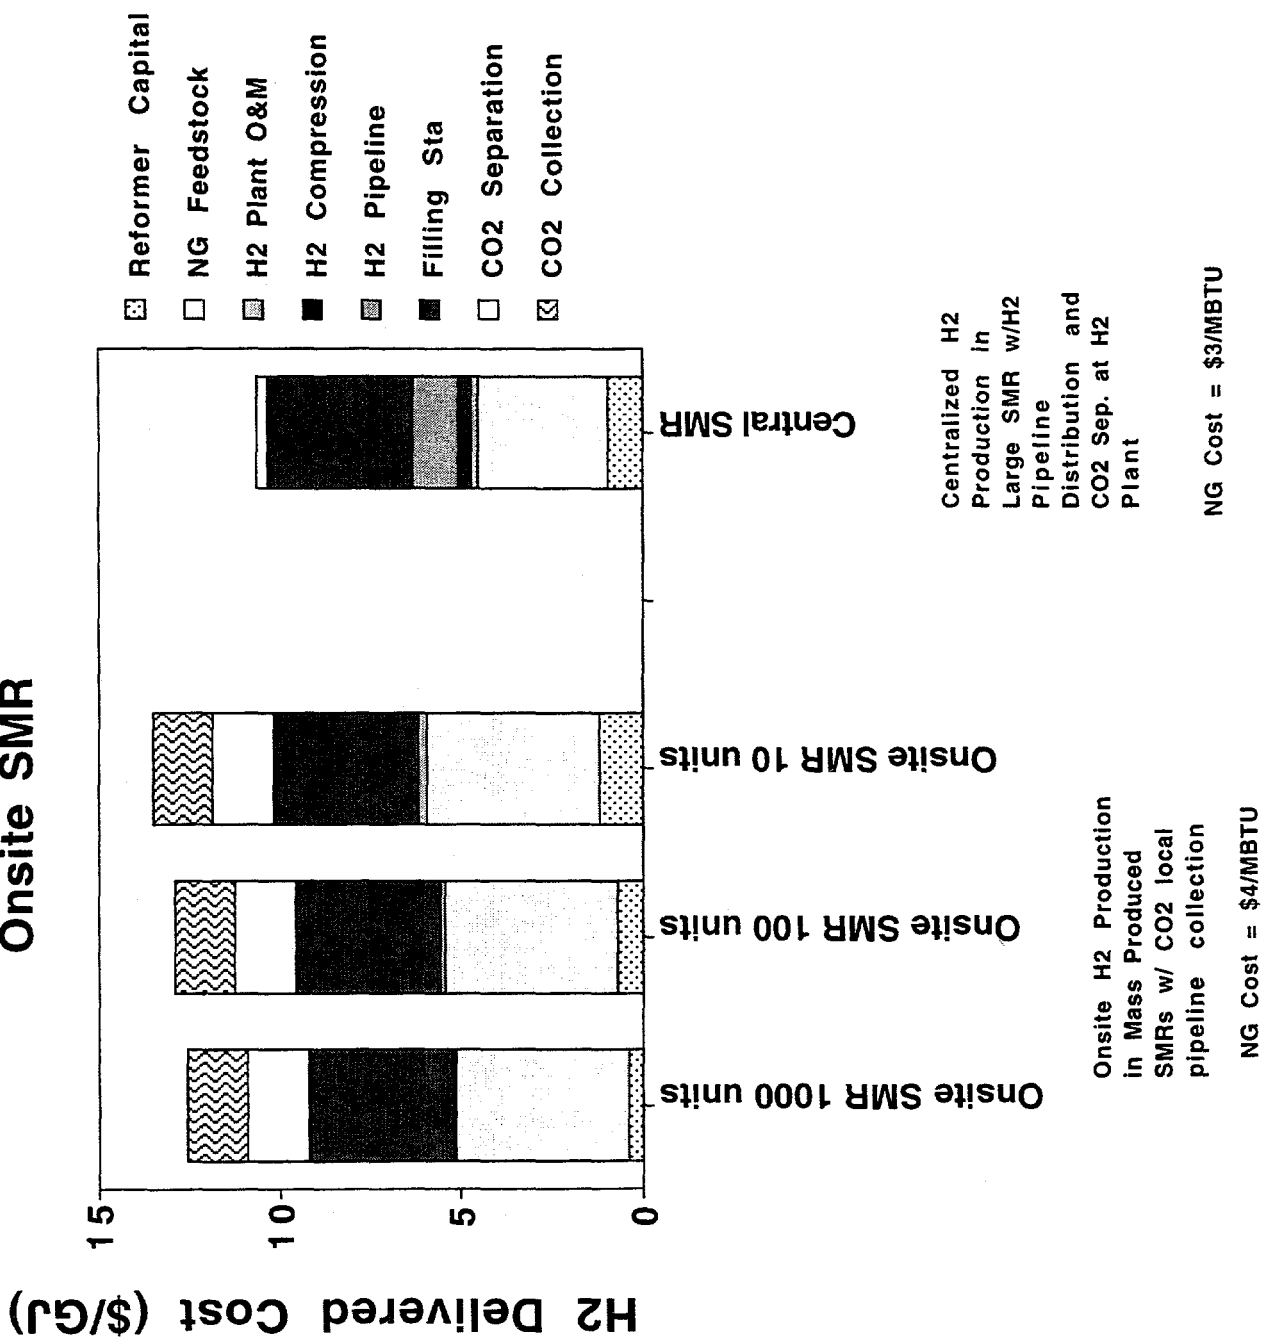 Onsite SMR
H2 Delivered Cost ($/GJ)
15
10
5
0
Onsite SMR 1000 units
Onsite SMR 100 units
Onsite SMR 10 units
Central SMR
Reformer Capital
NG Feedstock
H2 Plant O&M
H2 Compression
H2 Pipeline
Filling Sta
CO2 Separation
CO2 Collection
Onsite H2 Production
in Mass Produced
SMRs w/ CO2 local
pipeline collection
NG Cost = $4/MBTU
Centralized H2
Production in
Large SMR w/H2
Pipeline
Distribution and
CO2 Sep. at H2
Plant
NG Cost = $3/MBTU